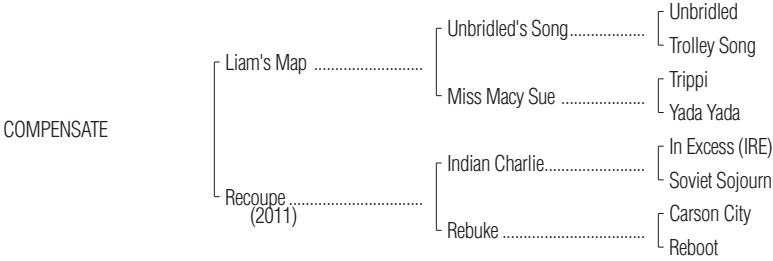 Unbridled
Unbridled's Song..................
Trolley Song
Liam's Map ..........................
Trippi
Miss Macy Sue ....................
Yada Yada
COMPENSATE
In Excess (IRE)
Indian Charlie........................
Soviet Sojourn
Recoupe ................................
(2011)
Carson City
Rebuke ..................................
Reboot